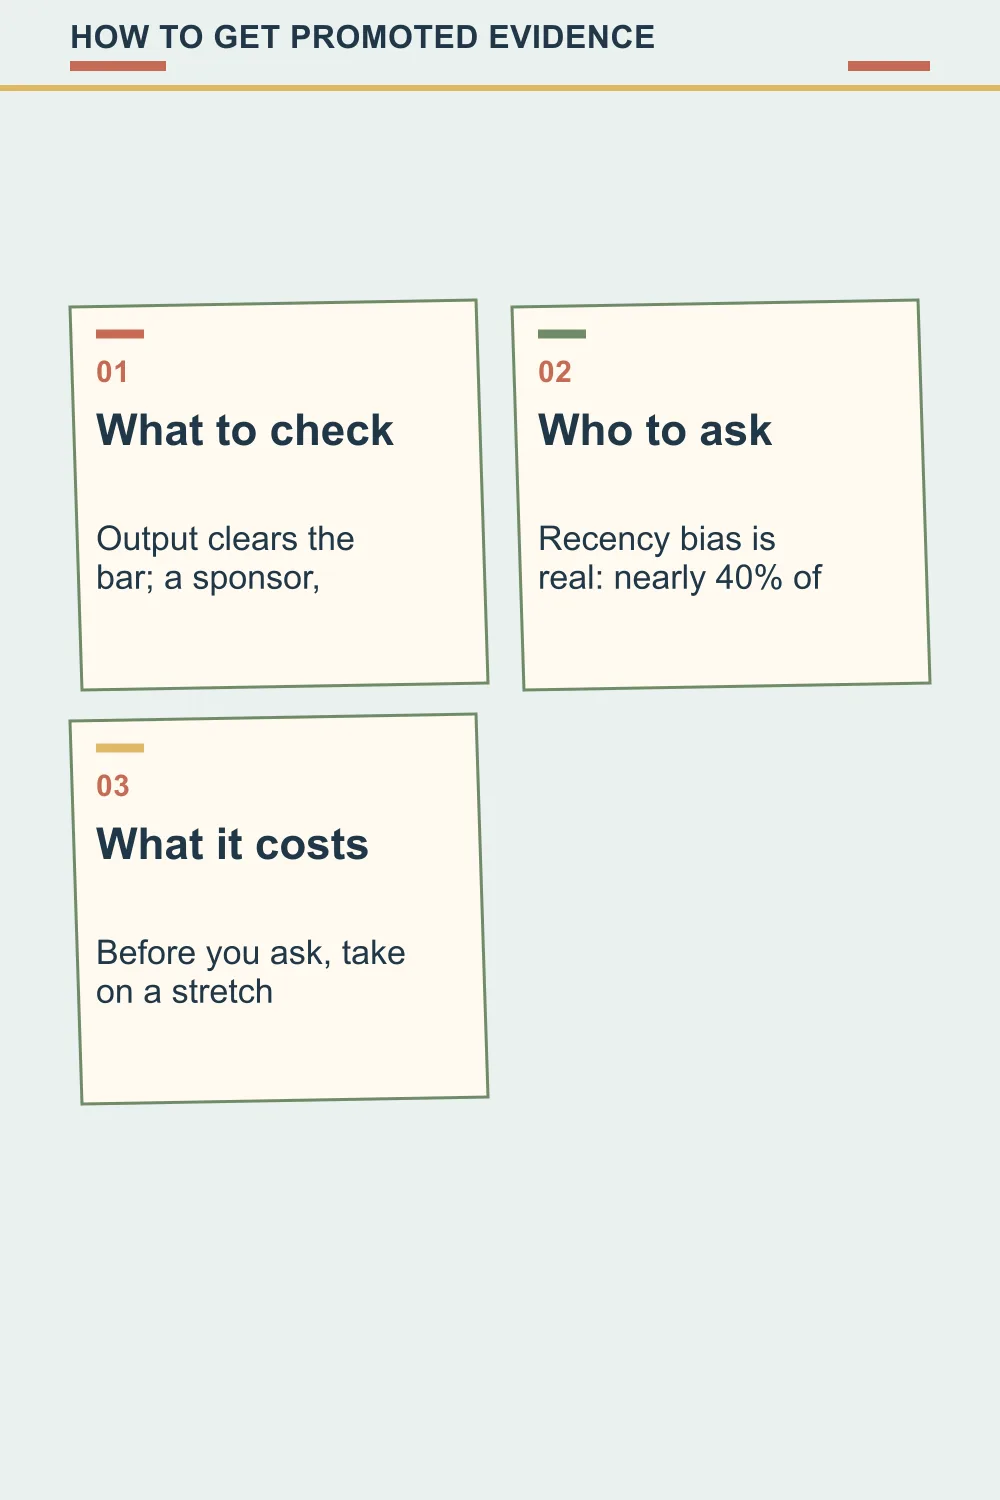 HOW TO GET PROMOTED EVIDENCE
01
What to check
Output clears the
bar; a sponsor,
02
Who to ask
Recency bias is
real: nearly 40% of
03
What it costs
Before you ask, take
on a stretch